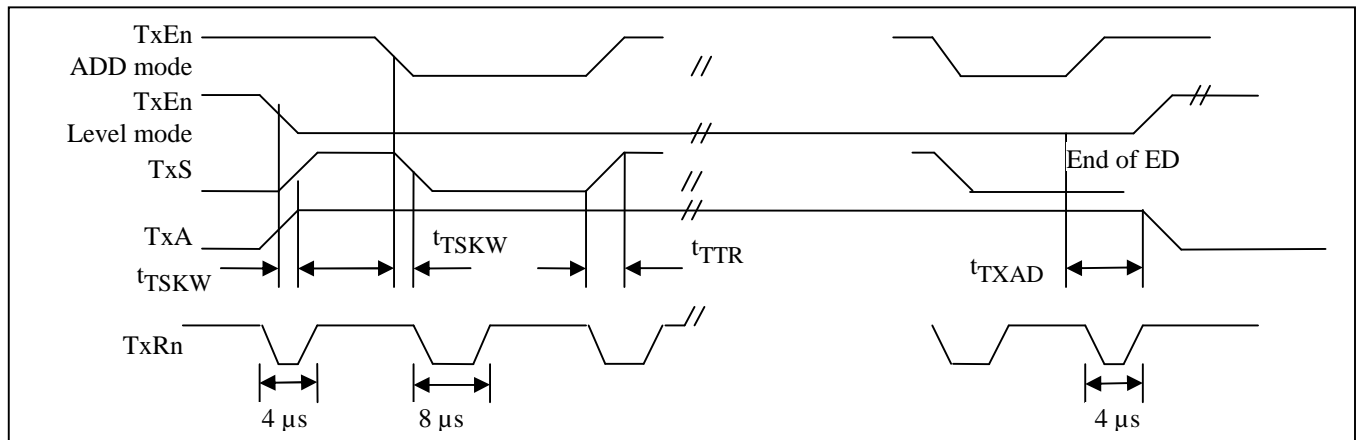 TxEn
ADD mode
TxEn
Level mode
TxS
End of ED
TxA
tTSKW
tTSKW
tTTR
tTXAD
TxRn
4 µs
8 µs
4 µs